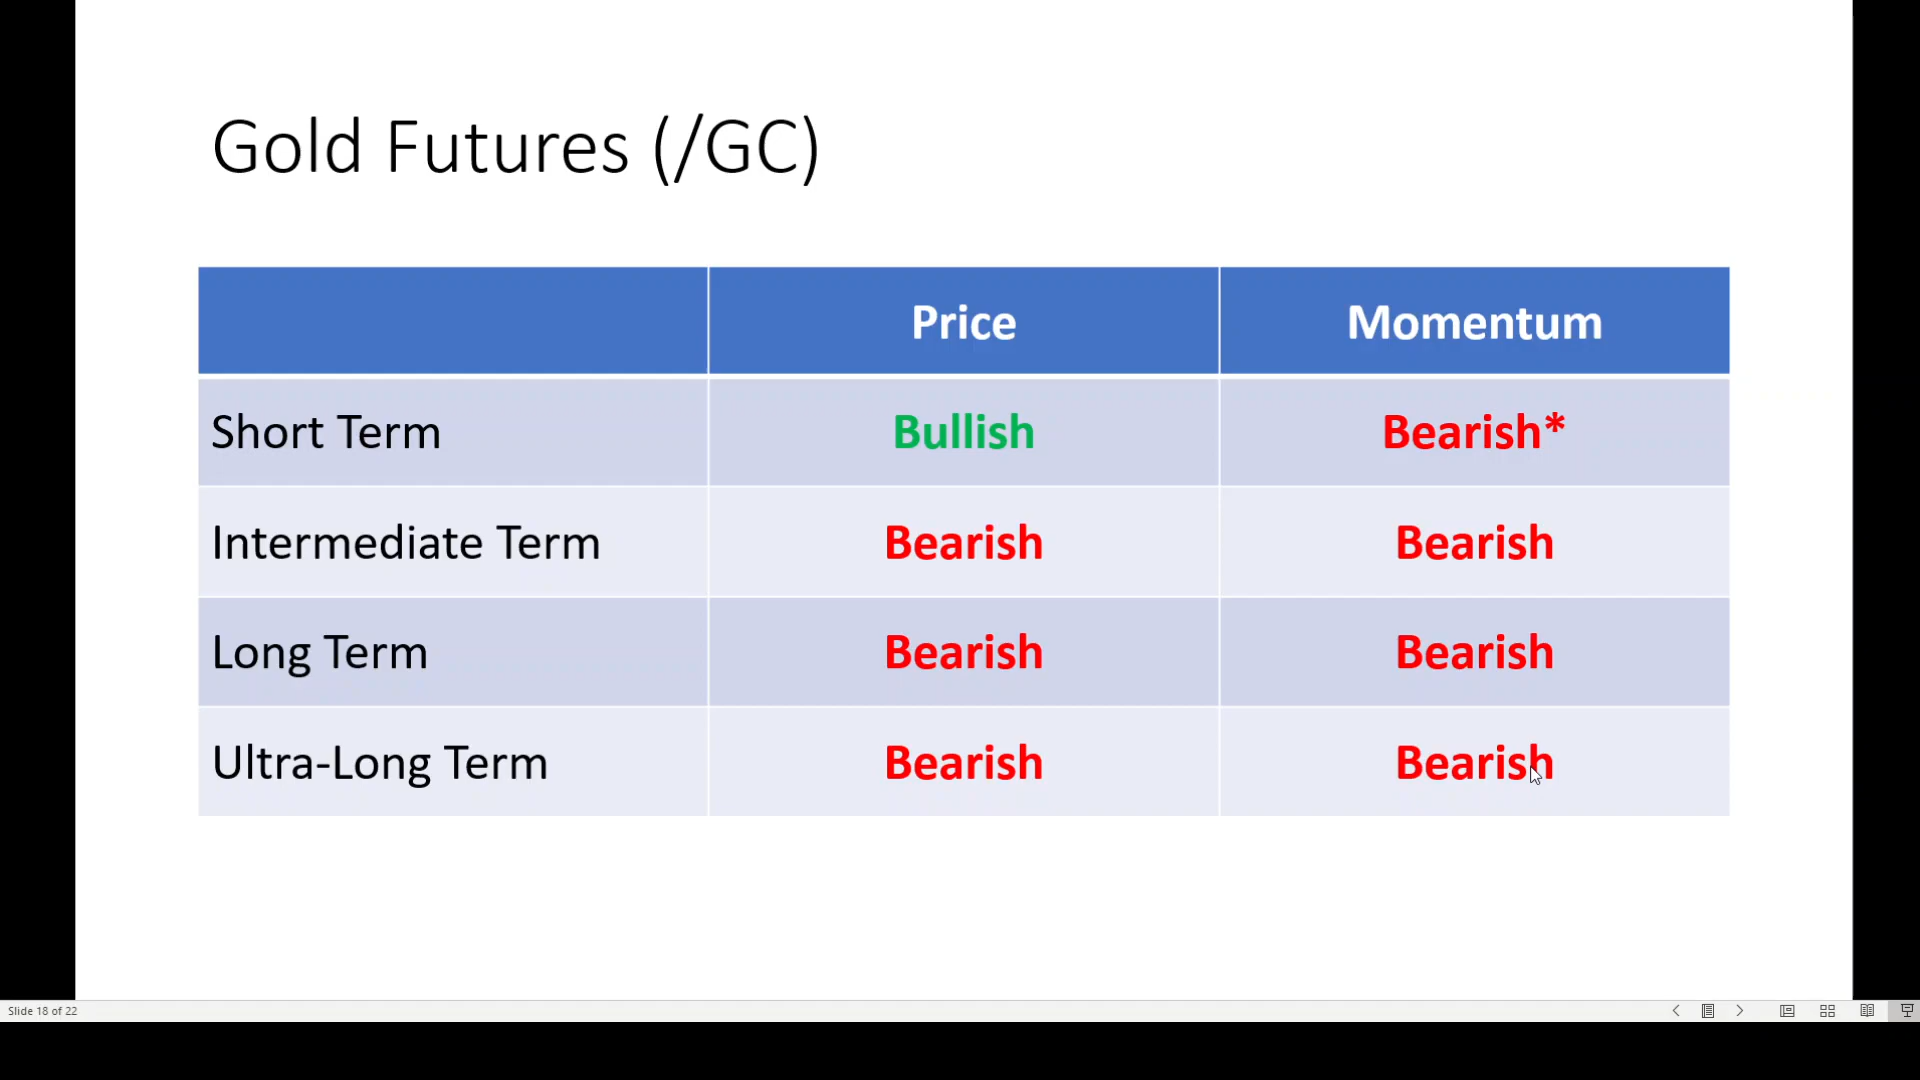 Gold Futures (/GC)
Price Momentum
Short Term Bullish Bearish*
Intermediate Term Bearish Bearish
Long Term Bearish Bearish
Ultra-Long Term Bearish Bearish
Slide 18 of 22